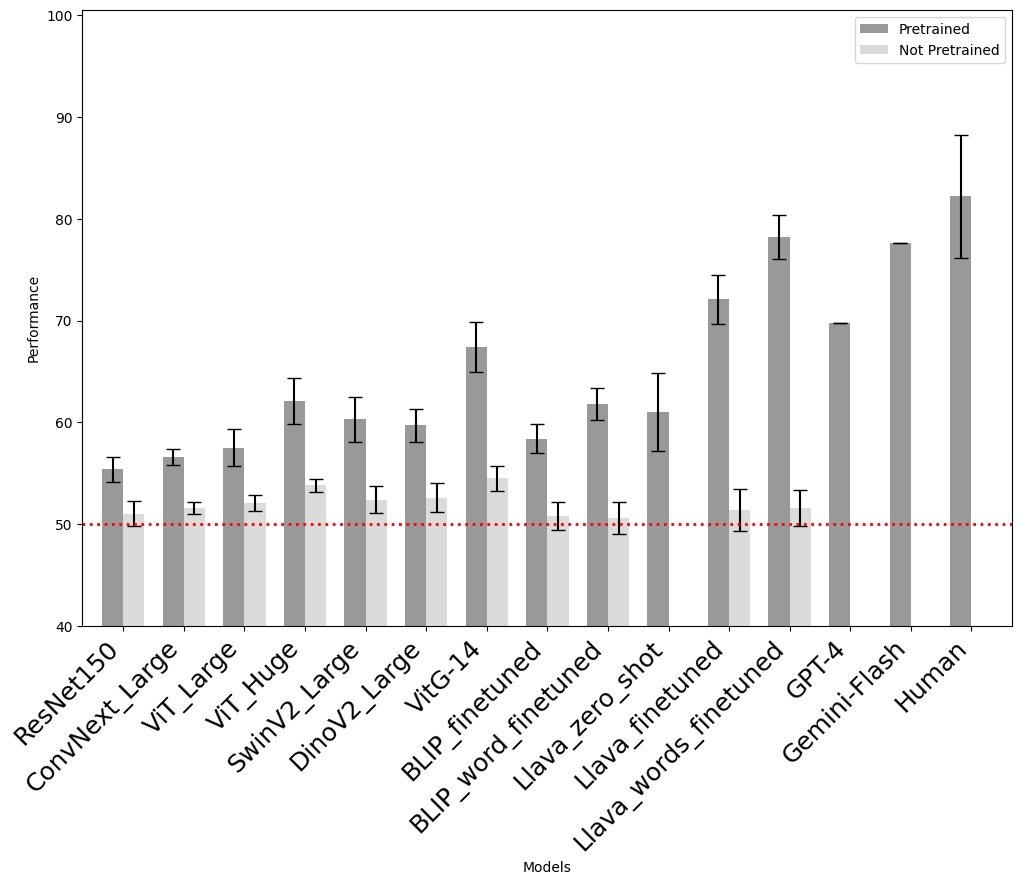 Pretrained
Not Pretrained
100
90
80
70
60
50
40
Performance
ResNet150
ConvNext_Large
ViT_Large
ViT_Huge
SwinV2_Large
DinoV2_Large
VitG-14
BLIP_finetuned
BLIP_word_finetuned
Llava_zero_shot
Llava_finetuned
Llava_words_finetuned
GPT-4
Gemini-Flash
Human
Models